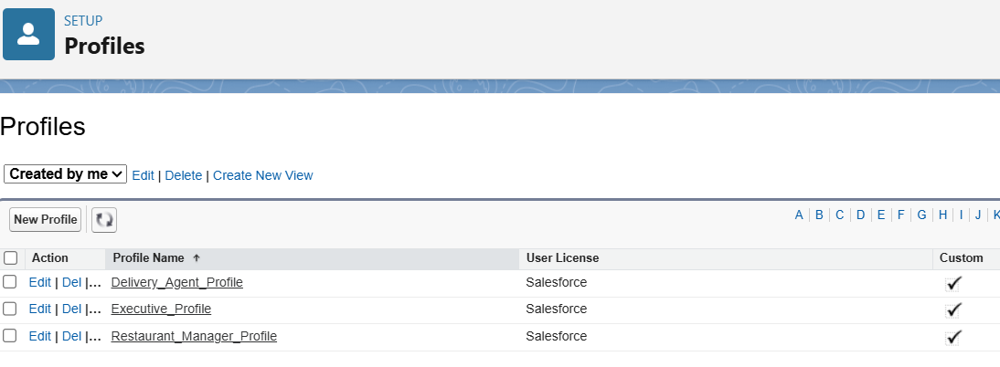 SETUP
Profiles
Profiles
Created by me Edit | Delete | Create New View
New Profile A | B | C | D | E | F | G | H | I | J | K
Action Profile Name ↑ User License Custom
Edit | Del |... Delivery_Agent_Profile Salesforce ✓
Edit | Del |... Executive_Profile Salesforce ✓
Edit | Del |... Restaurant_Manager_Profile Salesforce ✓